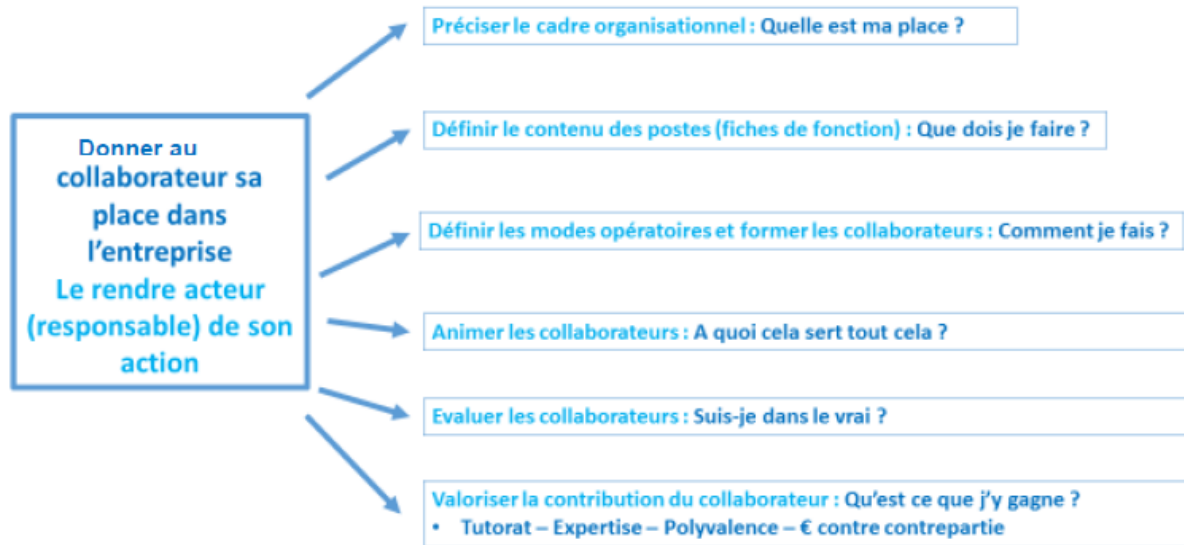 Donner au
collaborateur sa
place dans
l'entreprise
Le rendre acteur
(responsable) de son
action
Préciser le cadre organisationnel : Quelle est ma place ?
Définir le contenu des postes (fiches de fonction) : Que dois je faire ?
Définir les modes opératoires et former les collaborateurs : Comment je fais ?
Animer les collaborateurs : A quoi cela sert tout cela ?
Evaluer les collaborateurs : Suis-je dans le vrai ?
Valoriser la contribution du collaborateur : Qu'est ce que j'y gagne ?
• Tutorat – Expertise – Polyvalence – € contre contrepartie